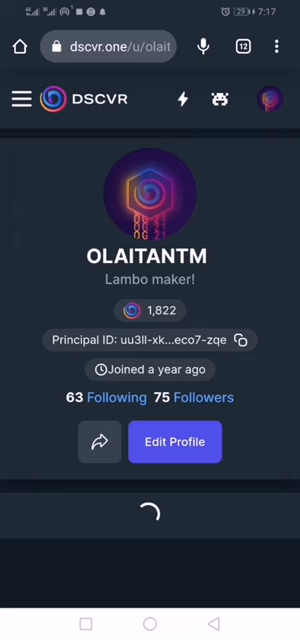 29 7:17
dscvr.one/u/olait
12
DSCVR
OLAITANTM
Lambo maker!
1,822
Principal ID: uu3ll-xk...eco7-zqe
Joined a year ago
63 Following 75 Followers
Edit Profile